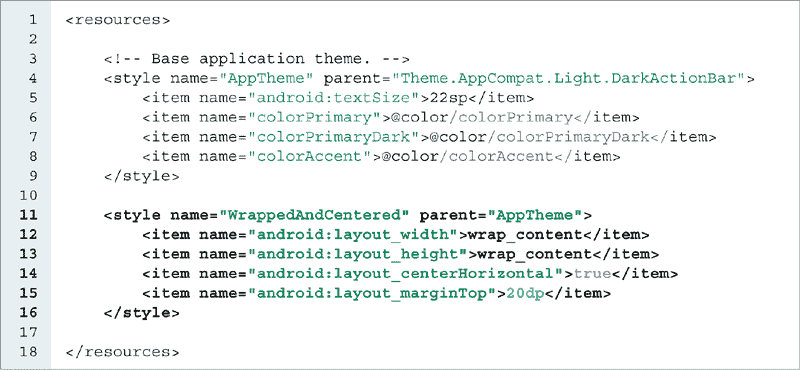 1 <resources>
2
3 <!-- Base application theme. -->
4 <style name="AppTheme" parent="Theme.AppCompat.Light.DarkActionBar">
5 <item name="android:textSize">22sp</item>
6 <item name="colorPrimary">@color/colorPrimary</item>
7 <item name="colorPrimaryDark">@color/colorPrimaryDark</item>
8 <item name="colorAccent">@color/colorAccent</item>
9 </style>
10
11 <style name="WrappedAndCentered" parent="AppTheme">
12 <item name="android:layout_width">wrap_content</item>
13 <item name="android:layout_height">wrap_content</item>
14 <item name="android:layout_centerHorizontal">true</item>
15 <item name="android:layout_marginTop">20dp</item>
16 </style>
17
18 </resources>